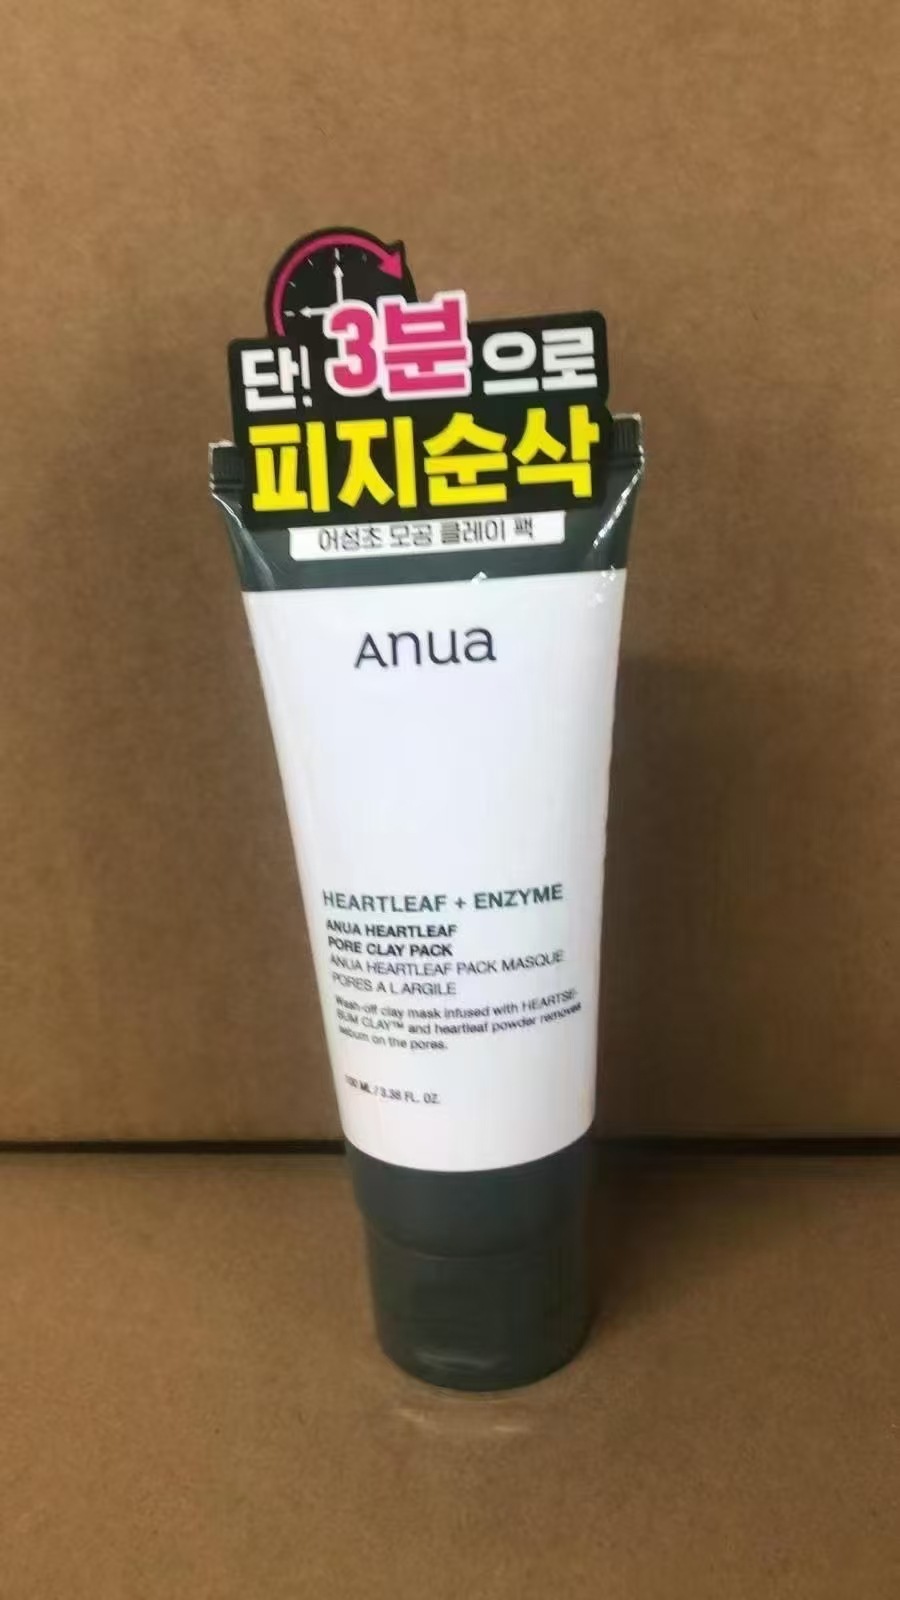 단! 3분으로
피지순삭
어성초 모공 클레이 팩
Anua
HEARTLEAF + ENZYME
ANUA HEARTLEAF
PORE CLAY PACK
ANUA HEARTLEAF PACK MASQUE
PORES A L ARGILE
Wash-off clay mask infused with HEARTSE-
BUM CLAY™ and heartleaf powder removes
sebum on the pores.
100 ML / 3.38 FL. OZ.